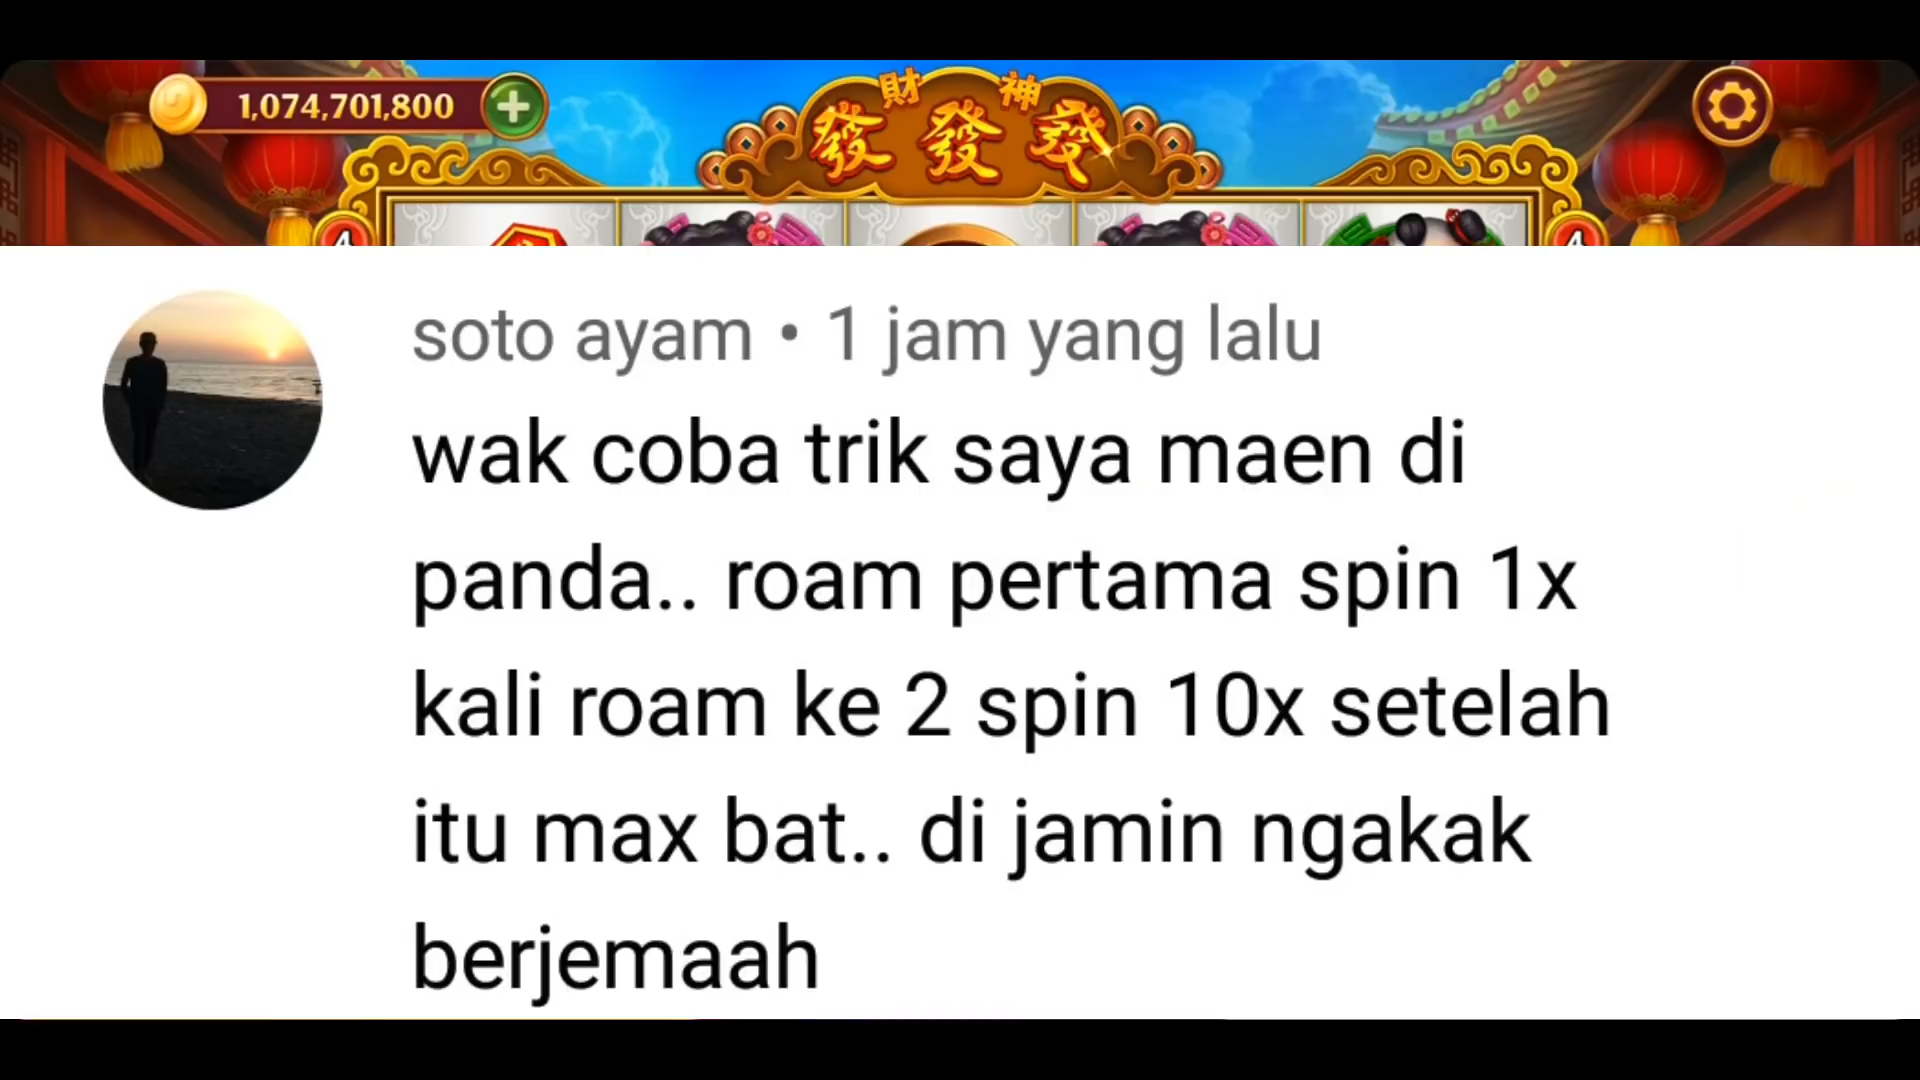 財 神
1,074,701,800
發發發
4 4
soto ayam • 1 jam yang lalu
wak coba trik saya maen di
panda.. roam pertama spin 1x
kali roam ke 2 spin 10x setelah
itu max bat.. di jamin ngakak
berjemaah